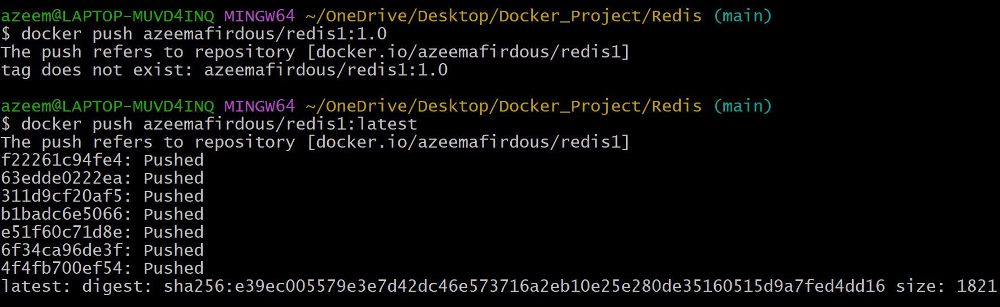 azeem@LAPTOP-MUVD4INQ MINGW64 ~/OneDrive/Desktop/Docker_Project/Redis (main)
$ docker push azeemafirdous/redis1:1.0
The push refers to repository [docker.io/azeemafirdous/redis1]
tag does not exist: azeemafirdous/redis1:1.0
azeem@LAPTOP-MUVD4INQ MINGW64 ~/OneDrive/Desktop/Docker_Project/Redis (main)
$ docker push azeemafirdous/redis1:latest
The push refers to repository [docker.io/azeemafirdous/redis1]
f22261c94fe4: Pushed
63edde0222ea: Pushed
311d9cf20af5: Pushed
b1badc6e5066: Pushed
e51f60c71d8e: Pushed
6f34ca96de3f: Pushed
4f4fb700ef54: Pushed
latest: digest: sha256:e39ec005579e3e7d42dc46e573716a2eb10e25e280de35160515d9a7fed4dd16 size: 1821